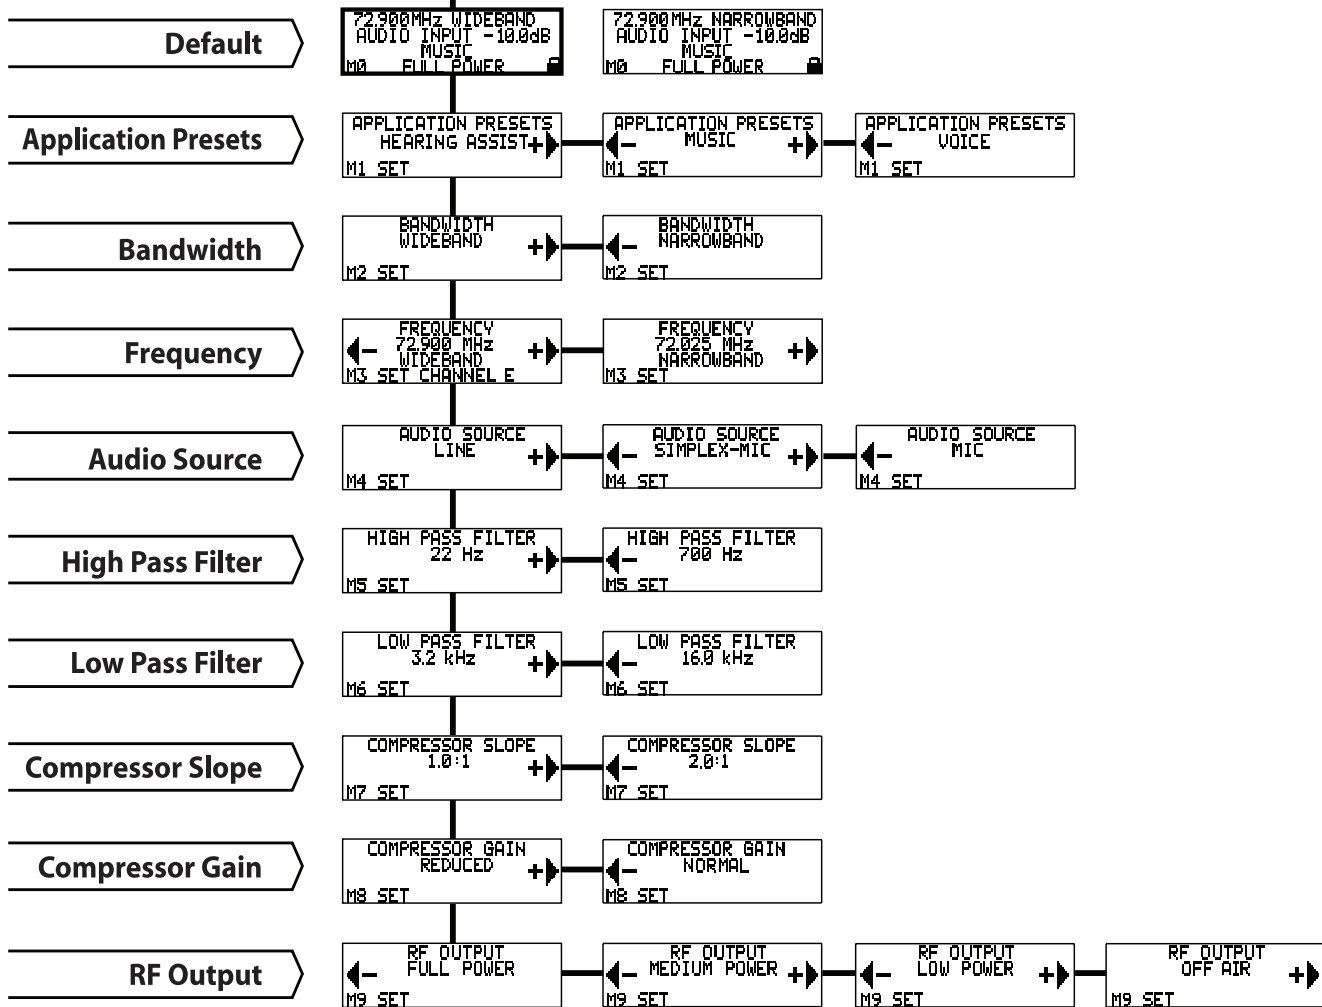 Default
72.900MHz WIDEBAND
AUDIO INPUT -10.0dB
MUSIC
M0 FULL POWER
72.900MHz NARROWBAND
AUDIO INPUT -10.0dB
MUSIC
M0 FULL POWER
Application Presets
APPLICATION PRESETS
HEARING ASSIST+
M1 SET
APPLICATION PRESETS
- MUSIC +
M1 SET
APPLICATION PRESETS
- VOICE
M1 SET
Bandwidth
BANDWIDTH
WIDEBAND +
M2 SET
BANDWIDTH
- NARROWBAND
M2 SET
Frequency
FREQUENCY
- 72.900 MHz +
WIDEBAND
M3 SET CHANNEL E
FREQUENCY
72.025 MHz +
NARROWBAND
M3 SET
Audio Source
AUDIO SOURCE
LINE +
M4 SET
AUDIO SOURCE
- SIMPLEX-MIC +
M4 SET
AUDIO SOURCE
- MIC
M4 SET
High Pass Filter
HIGH PASS FILTER
22 Hz +
M5 SET
HIGH PASS FILTER
- 700 Hz
M5 SET
Low Pass Filter
LOW PASS FILTER
3.2 kHz +
M6 SET
LOW PASS FILTER
- 16.0 kHz
M6 SET
Compressor Slope
COMPRESSOR SLOPE
1.0:1 +
M7 SET
COMPRESSOR SLOPE
- 2.0:1
M7 SET
Compressor Gain
COMPRESSOR GAIN
REDUCED +
M8 SET
COMPRESSOR GAIN
- NORMAL
M8 SET
RF Output
RF OUTPUT
- FULL POWER
M9 SET
RF OUTPUT
- MEDIUM POWER +
M9 SET
RF OUTPUT
- LOW POWER +
M9 SET
RF OUTPUT
OFF AIR +
M9 SET